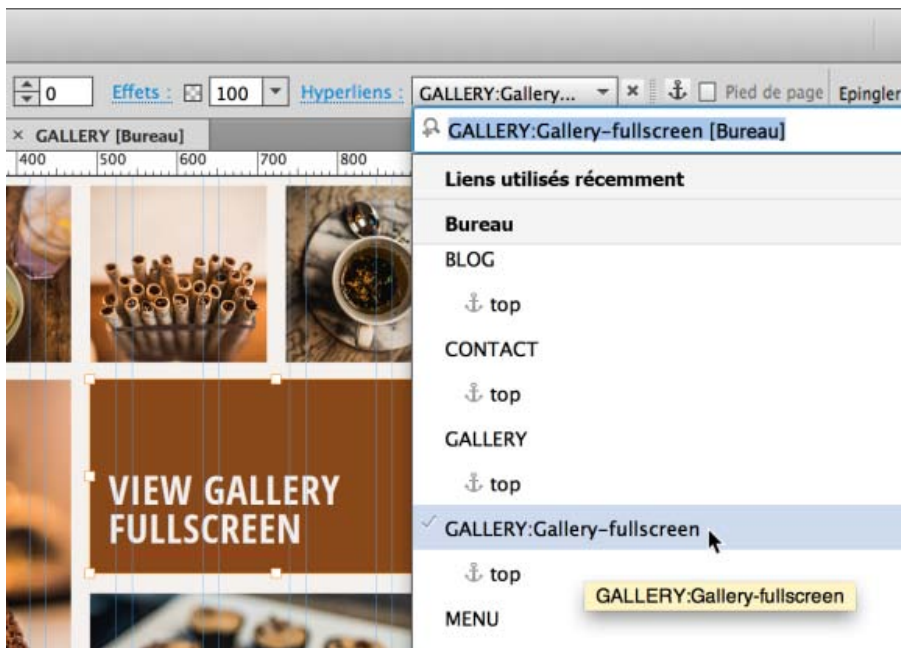 0 Effets : 100 Hyperliens : GALLERY:Gallery... × Pied de page Epingler
× GALLERY [Bureau]
400 500 600 700 800
GALLERY:Gallery-fullscreen [Bureau]
Liens utilisés récemment
Bureau
BLOG
top
CONTACT
top
GALLERY
top
GALLERY:Gallery-fullscreen
top
GALLERY:Gallery-fullscreen
MENU
VIEW GALLERY
FULLSCREEN